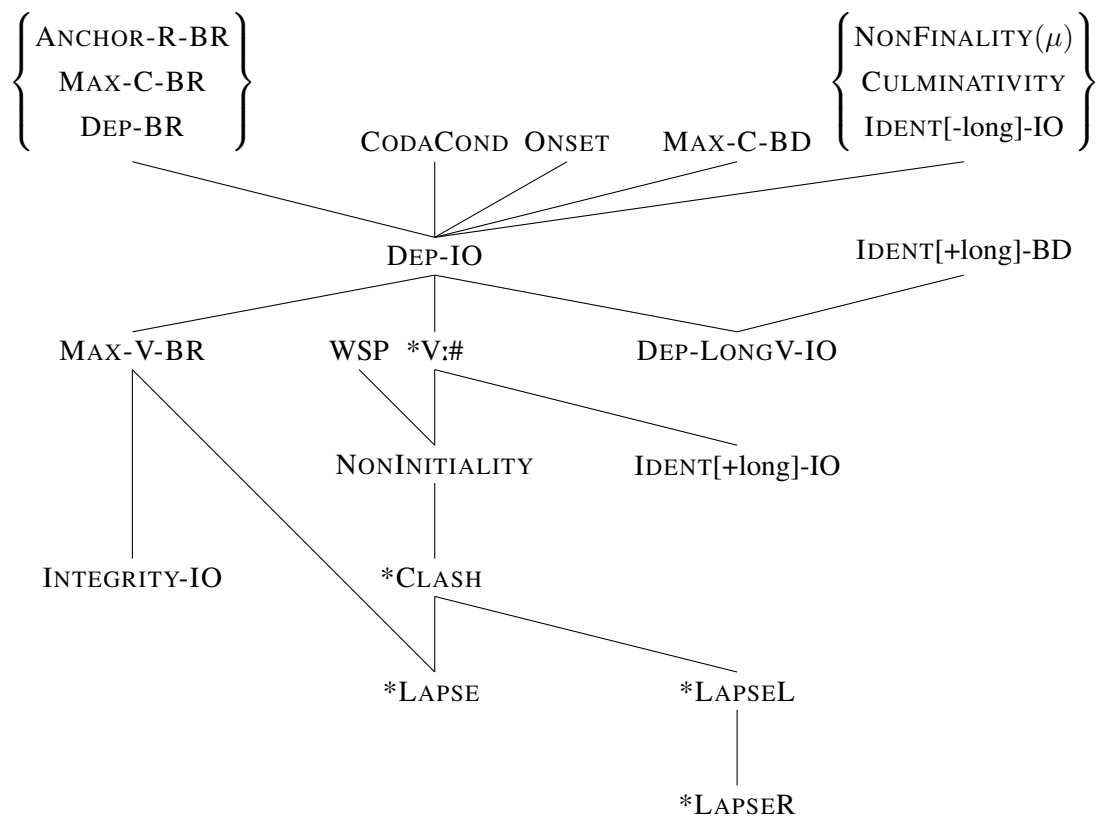 ANCHOR-R-BR
MAX-C-BR
DEP-BR
CODACOND ONSET MAX-C-BD
NONFINALITY(μ)
CULMINATIVITY
IDENT[-long]-IO
DEP-IO IDENT[+long]-BD
MAX-V-BR WSP *Vː# DEP-LONGV-IO
NONINITIALITY IDENT[+long]-IO
INTEGRITY-IO *CLASH
*LAPSE *LAPSEL
*LAPSER